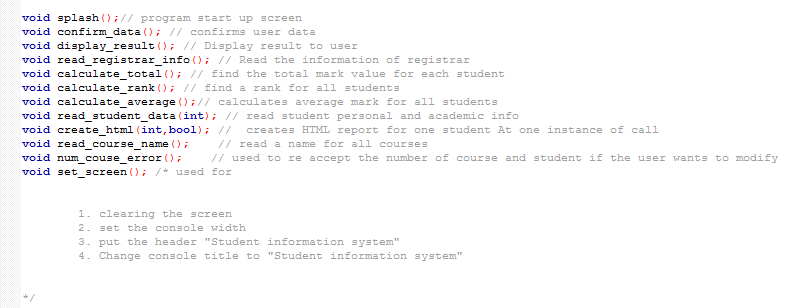 void splash();// program start up screen
void confirm_data(); // confirms user data
void display_result(); // Display result to user
void read_registrar_info(); // Read the information of registrar
void calculate_total(); // find the total mark value for each student
void calculate_rank(); // find a rank for all students
void calculate_average();// calculates average mark for all students
void read_student_data(int); // read student personal and academic info
void create_html(int,bool); //  creates HTML report for one student At one instance of call
void read_course_name();    // read a name for all courses
void num_couse_error();    // used to re accept the number of course and student if the user wants to modify
void set_screen(); /* used for
1. clearing the screen
2. set the console width
3. put the header "Student information system"
4. Change console title to "Student information system"
*/